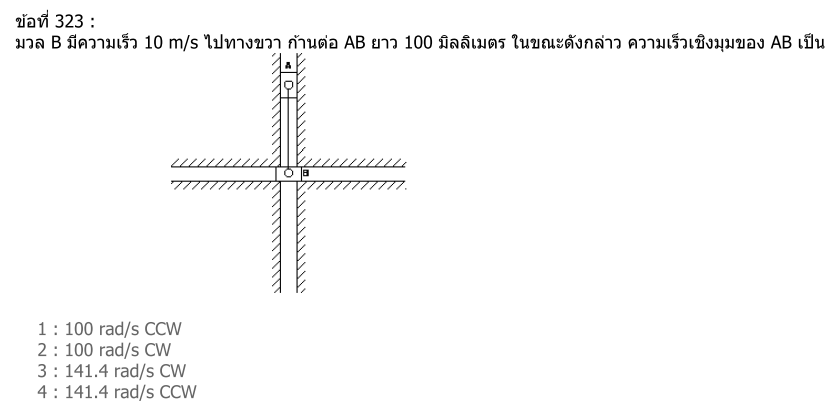 ข้อที่ 323 :
มวล B มีความเร็ว 10 m/s ไปทางขวา ก้านต่อ AB ยาว 100 มิลลิเมตร ในขณะดังกล่าว ความเร็วเชิงมุมของ AB เป็น
A
B
1 : 100 rad/s CCW
2 : 100 rad/s CW
3 : 141.4 rad/s CW
4 : 141.4 rad/s CCW